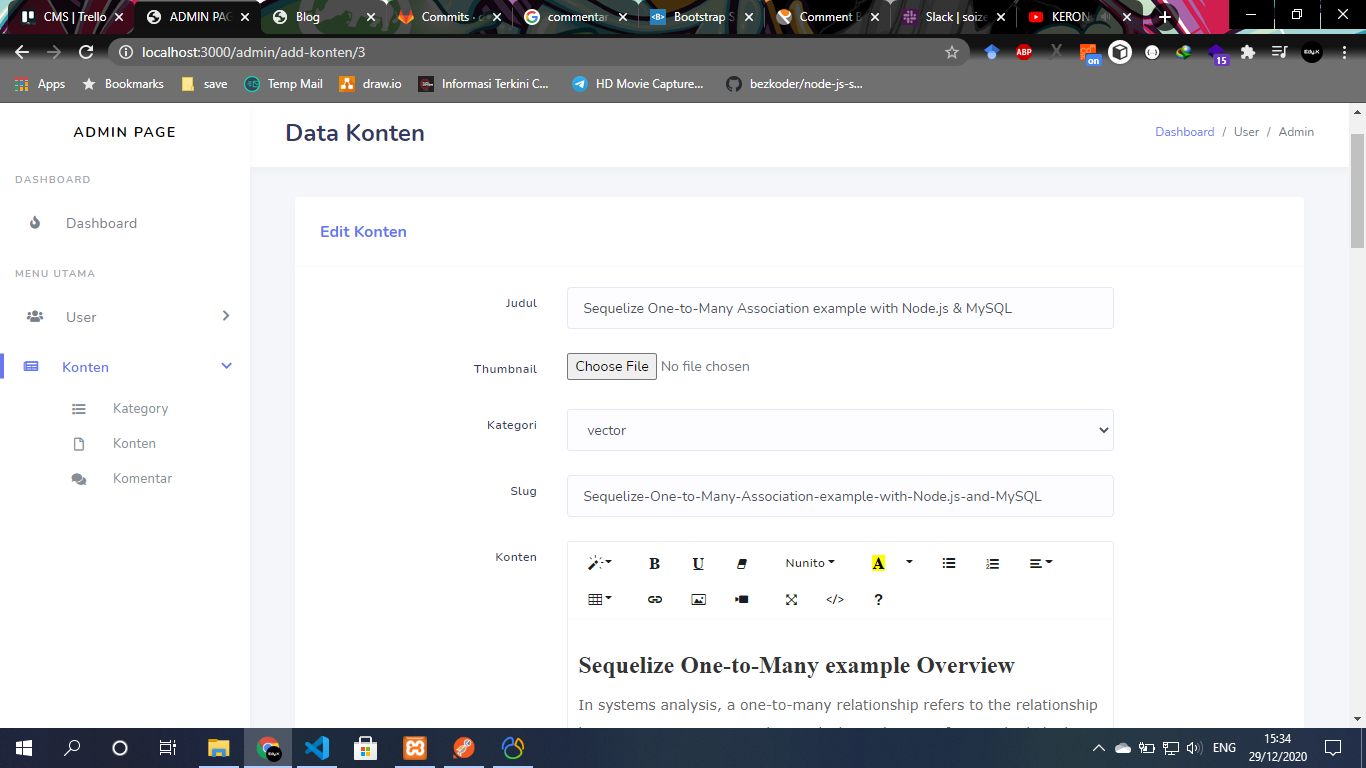 CMS | Trello
ADMIN PAG
Blog
Commits ·
commentar
Bootstrap S
Comment B
Slack | soize
KERON
localhost:3000/admin/add-konten/3
ABP
on
15
EdyX
Apps
Bookmarks
save
Temp Mail
draw.io
Informasi Terkini C...
HD Movie Capture...
bezkoder/node-js-s...
ADMIN PAGE
Data Konten
Dashboard / User / Admin
DASHBOARD
Dashboard
MENU UTAMA
User
Konten
Kategory
Konten
Komentar
Edit Konten
Judul
Sequelize One-to-Many Association example with Node.js & MySQL
Thumbnail
Choose File No file chosen
Kategori
vector
Slug
Sequelize-One-to-Many-Association-example-with-Node.js-and-MySQL
Konten
B U Nunito A
</> ?
Sequelize One-to-Many example Overview
In systems analysis, a one-to-many relationship refers to the relationship
ENG
15:34
29/12/2020